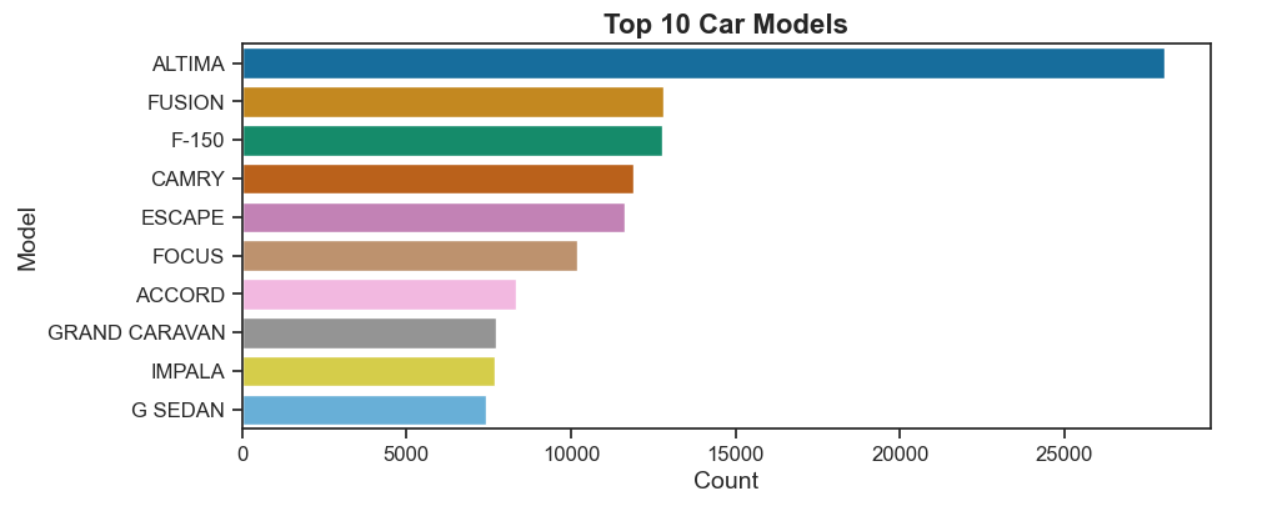 Top 10 Car Models
Model
ALTIMA
FUSION
F-150
CAMRY
ESCAPE
FOCUS
ACCORD
GRAND CARAVAN
IMPALA
G SEDAN
0 5000 10000 15000 20000 25000
Count